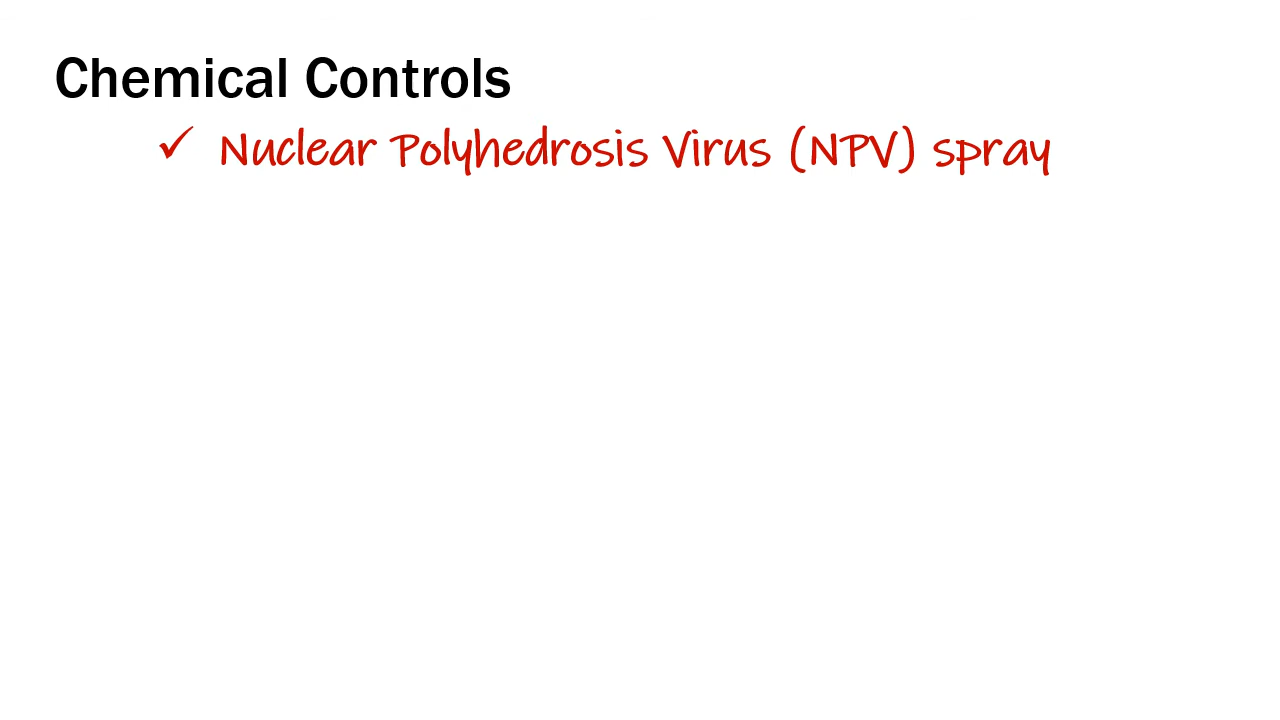 Chemical Controls
✓ Nuclear Polyhedrosis Virus (NPV) spray